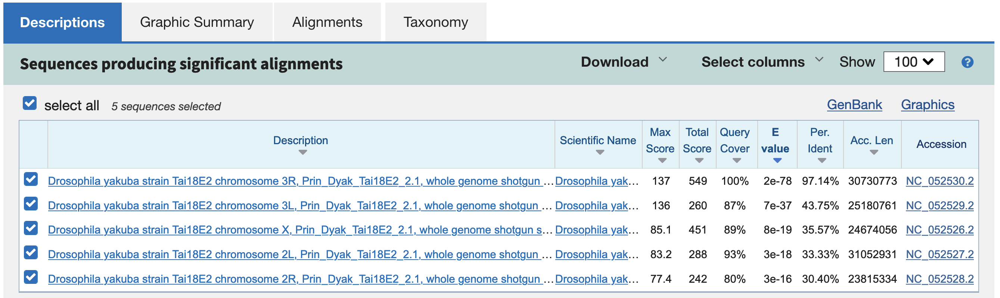 Descriptions Graphic Summary Alignments Taxonomy
Sequences producing significant alignments Download Select columns Show 100 ?
select all 5 sequences selected GenBank Graphics
Description Scientific Name Max Score Total Score Query Cover E value Per. Ident Acc. Len Accession
Drosophila yakuba strain Tai18E2 chromosome 3R, Prin_Dyak_Tai18E2_2.1, whole genome shotgun ... Drosophila yak... 137 549 100% 2e-78 97.14% 30730773 NC_052530.2
Drosophila yakuba strain Tai18E2 chromosome 3L, Prin_Dyak_Tai18E2_2.1, whole genome shotgun ... Drosophila yak... 136 260 87% 7e-37 43.75% 25180761 NC_052529.2
Drosophila yakuba strain Tai18E2 chromosome X, Prin_Dyak_Tai18E2_2.1, whole genome shotgun s... Drosophila yak... 85.1 451 89% 8e-19 35.57% 24674056 NC_052526.2
Drosophila yakuba strain Tai18E2 chromosome 2L, Prin_Dyak_Tai18E2_2.1, whole genome shotgun ... Drosophila yak... 83.2 288 93% 3e-18 33.33% 31052931 NC_052527.2
Drosophila yakuba strain Tai18E2 chromosome 2R, Prin_Dyak_Tai18E2_2.1, whole genome shotgun ... Drosophila yak... 77.4 242 80% 3e-16 30.40% 23815334 NC_052528.2